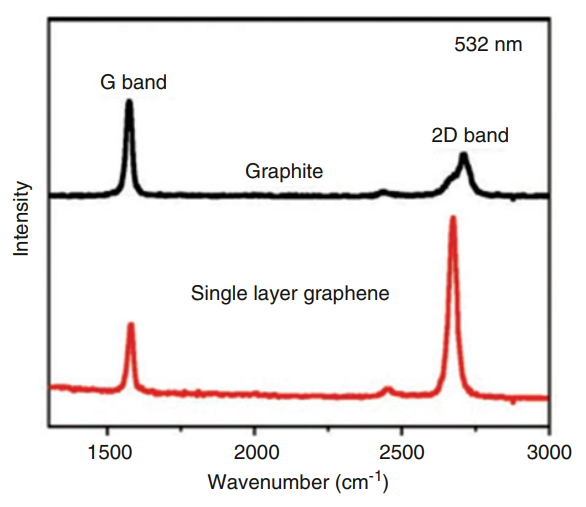 532 nm
G band
2D band
Graphite
Intensity
Single layer graphene
1500 2000 2500 3000
Wavenumber (cm⁻¹)